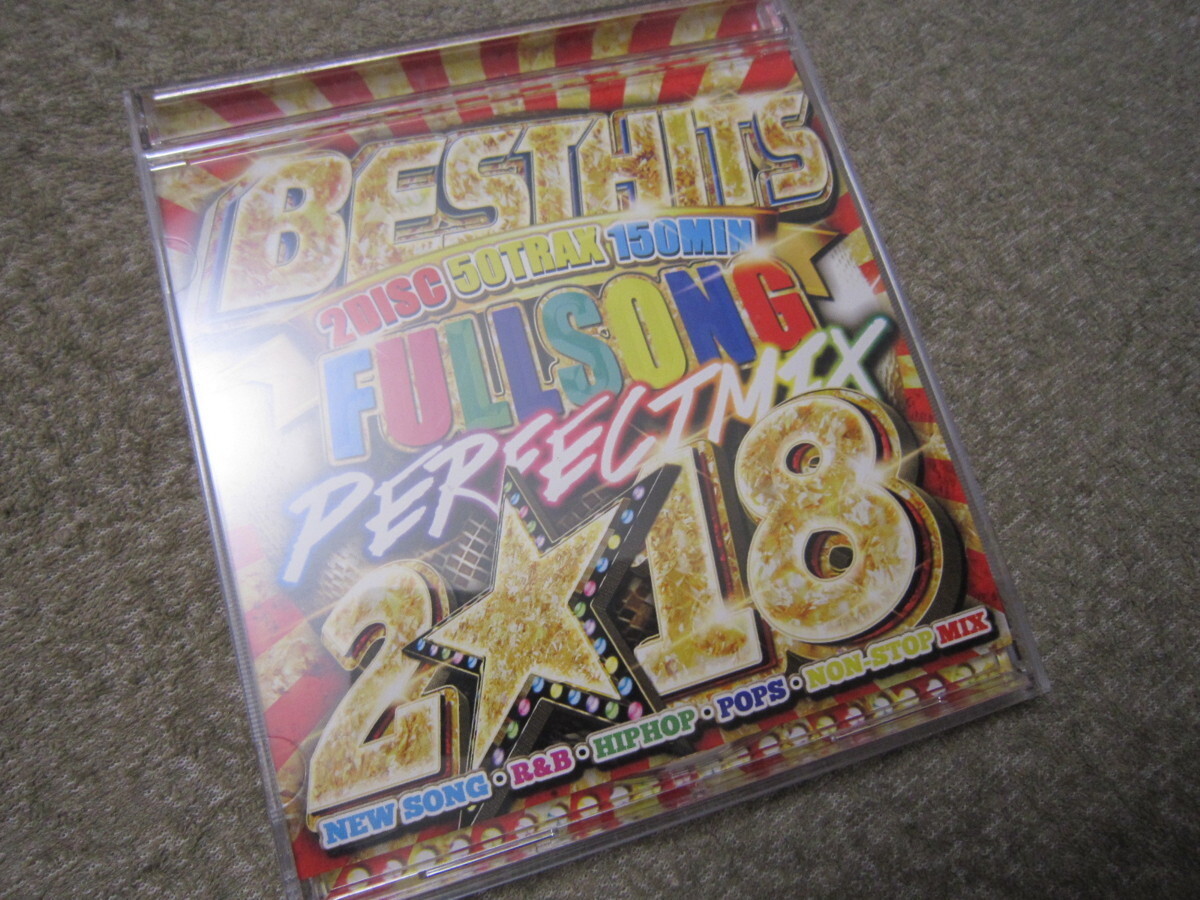 BESTHITS
2DISC 50TRAX 150MIN
FULLSONG
PERFECTMIX
2★18
NEW SONG・R&B・HIPHOP・POPS・NON-STOP MIX